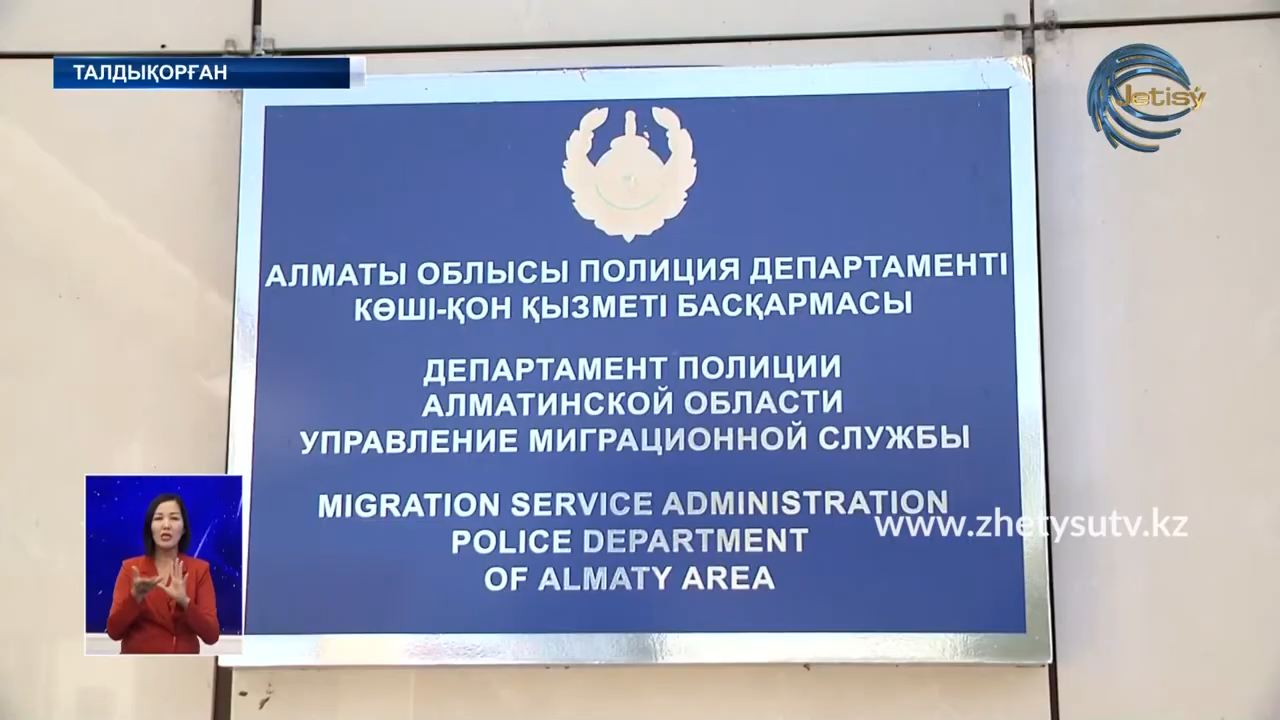 ТАЛДЫҚОРҒАН
Jetisý
АЛМАТЫ ОБЛЫСЫ ПОЛИЦИЯ ДЕПАРТАМЕНТІ
КӨШІ-ҚОН ҚЫЗМЕТІ БАСҚАРМАСЫ
ДЕПАРТАМЕНТ ПОЛИЦИИ
АЛМАТИНСКОЙ ОБЛАСТИ
УПРАВЛЕНИЕ МИГРАЦИОННОЙ СЛУЖБЫ
MIGRATION SERVICE ADMINISTRATION
POLICE DEPARTMENT
OF ALMATY AREA
www.zhetysutv.kz